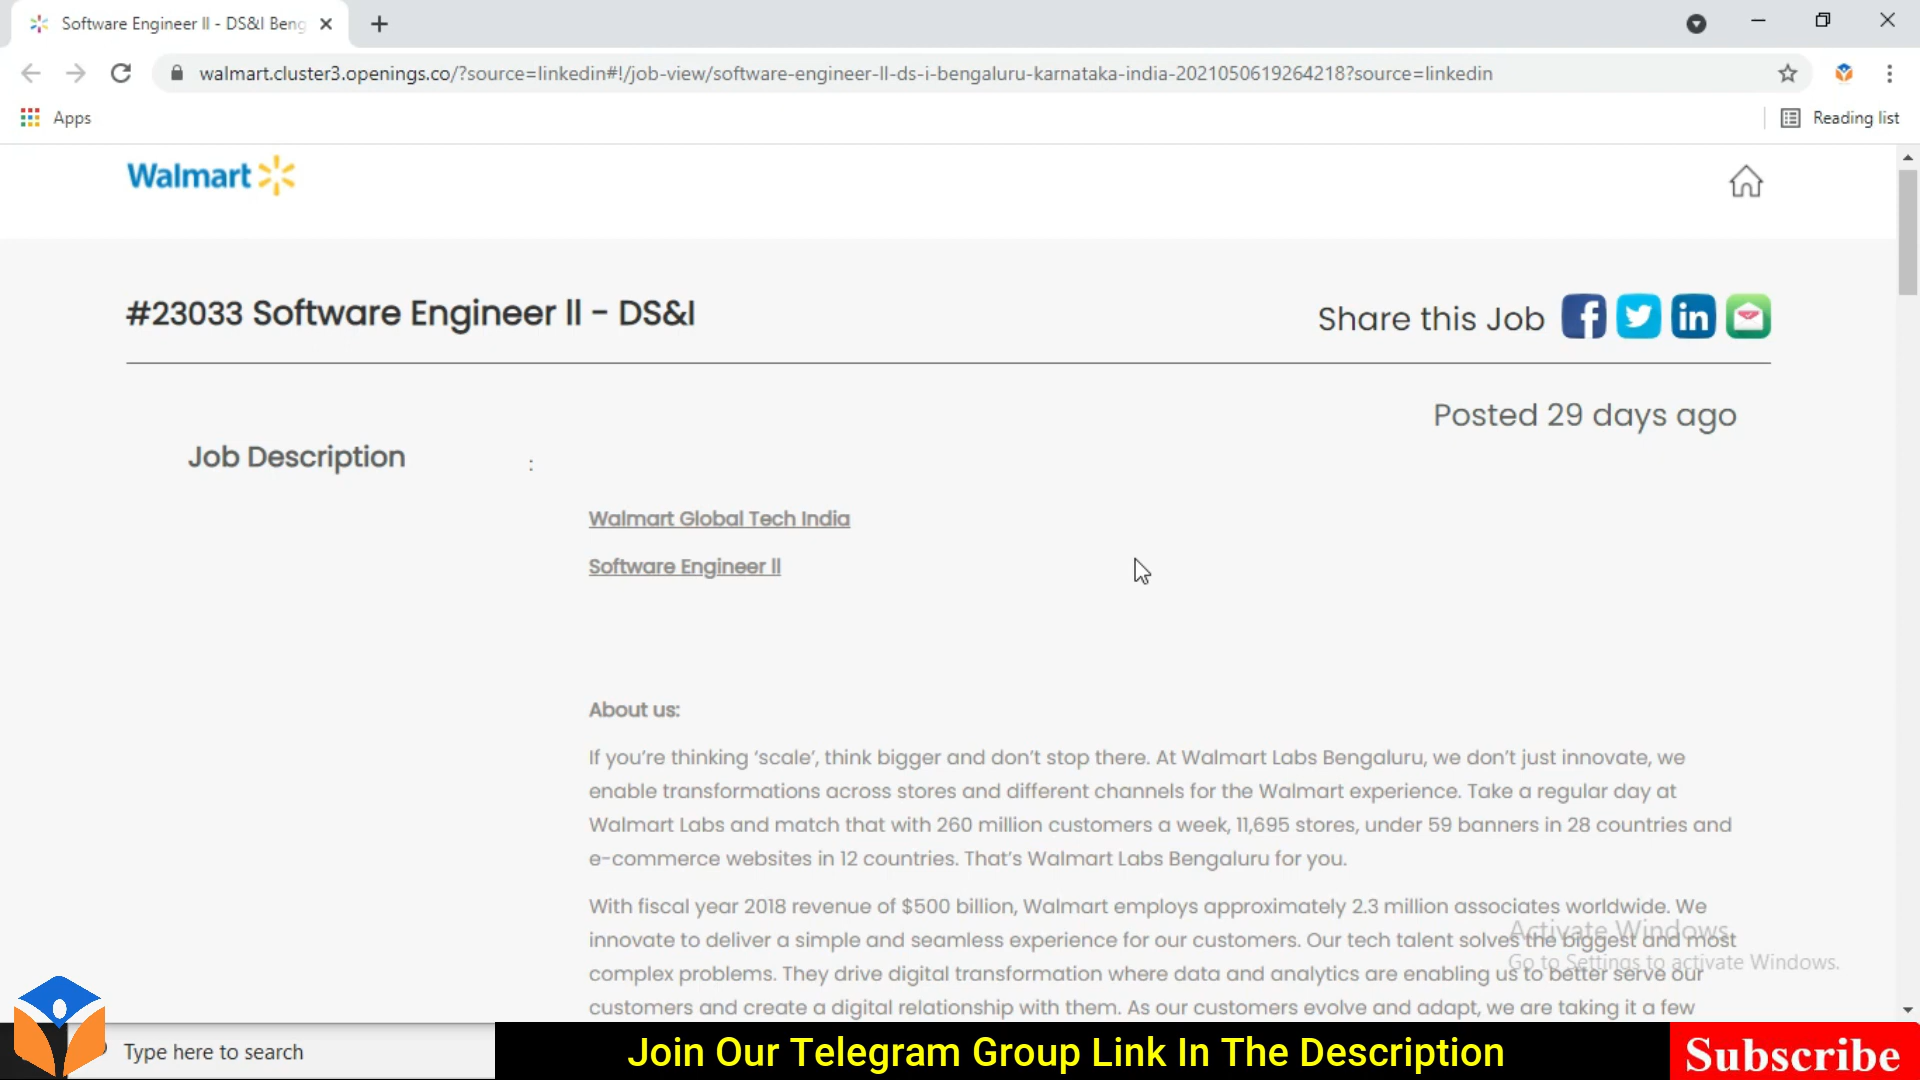 Software Engineer ll - DS&I Beng
walmart.cluster3.openings.co/?source=linkedin#!/job-view/software-engineer-ll-ds-i-bengaluru-karnataka-india-2021050619264218?source=linkedin
Apps
Reading list
Walmart
#23033 Software Engineer ll - DS&I
Share this Job
Posted 29 days ago
Job Description
:
Walmart Global Tech India
Software Engineer ll
About us:
If you’re thinking ‘scale’, think bigger and don’t stop there. At Walmart Labs Bengaluru, we don’t just innovate, we
enable transformations across stores and different channels for the Walmart experience. Take a regular day at
Walmart Labs and match that with 260 million customers a week, 11,695 stores, under 59 banners in 28 countries and
e-commerce websites in 12 countries. That’s Walmart Labs Bengaluru for you.
With fiscal year 2018 revenue of $500 billion, Walmart employs approximately 2.3 million associates worldwide. We
innovate to deliver a simple and seamless experience for our customers. Our tech talent solves the biggest and most
complex problems. They drive digital transformation where data and analytics are enabling us to better serve our
customers and create a digital relationship with them. As our customers evolve and adapt, we are taking it a few
Activate Windows
Go to Settings to activate Windows.
Type here to search
Join Our Telegram Group Link In The Description
Subscribe